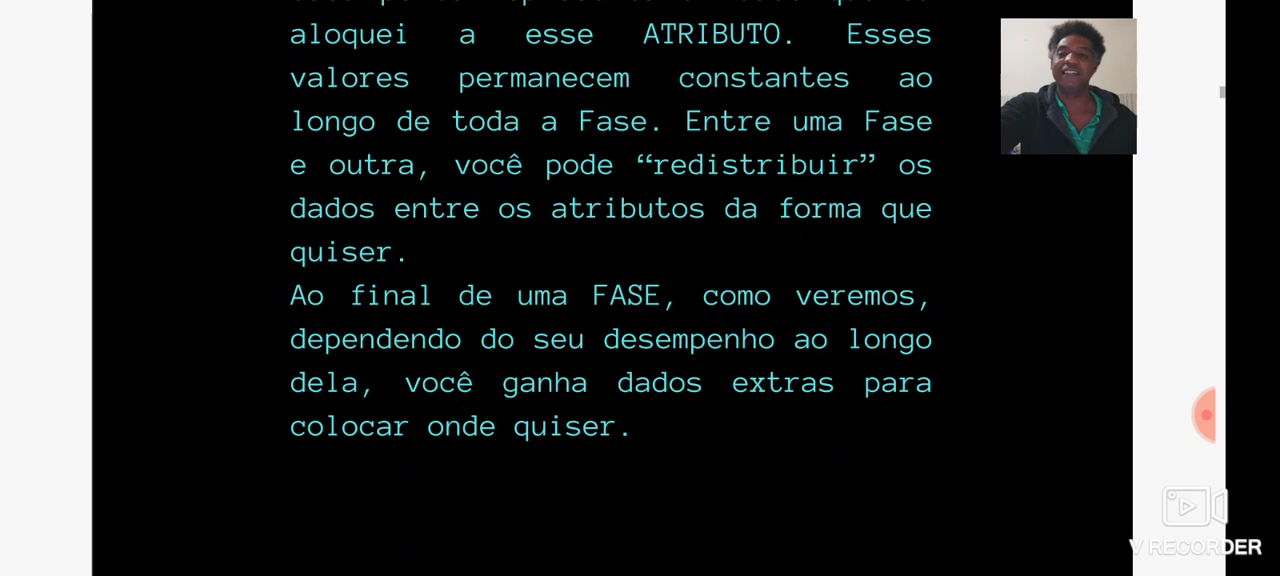 aloquei a esse ATRIBUTO. Esses
valores permanecem constantes ao
longo de toda a Fase. Entre uma Fase
e outra, você pode “redistribuir” os
dados entre os atributos da forma que
quiser.
Ao final de uma FASE, como veremos,
dependendo do seu desempenho ao longo
dela, você ganha dados extras para
colocar onde quiser.
V RECORDER